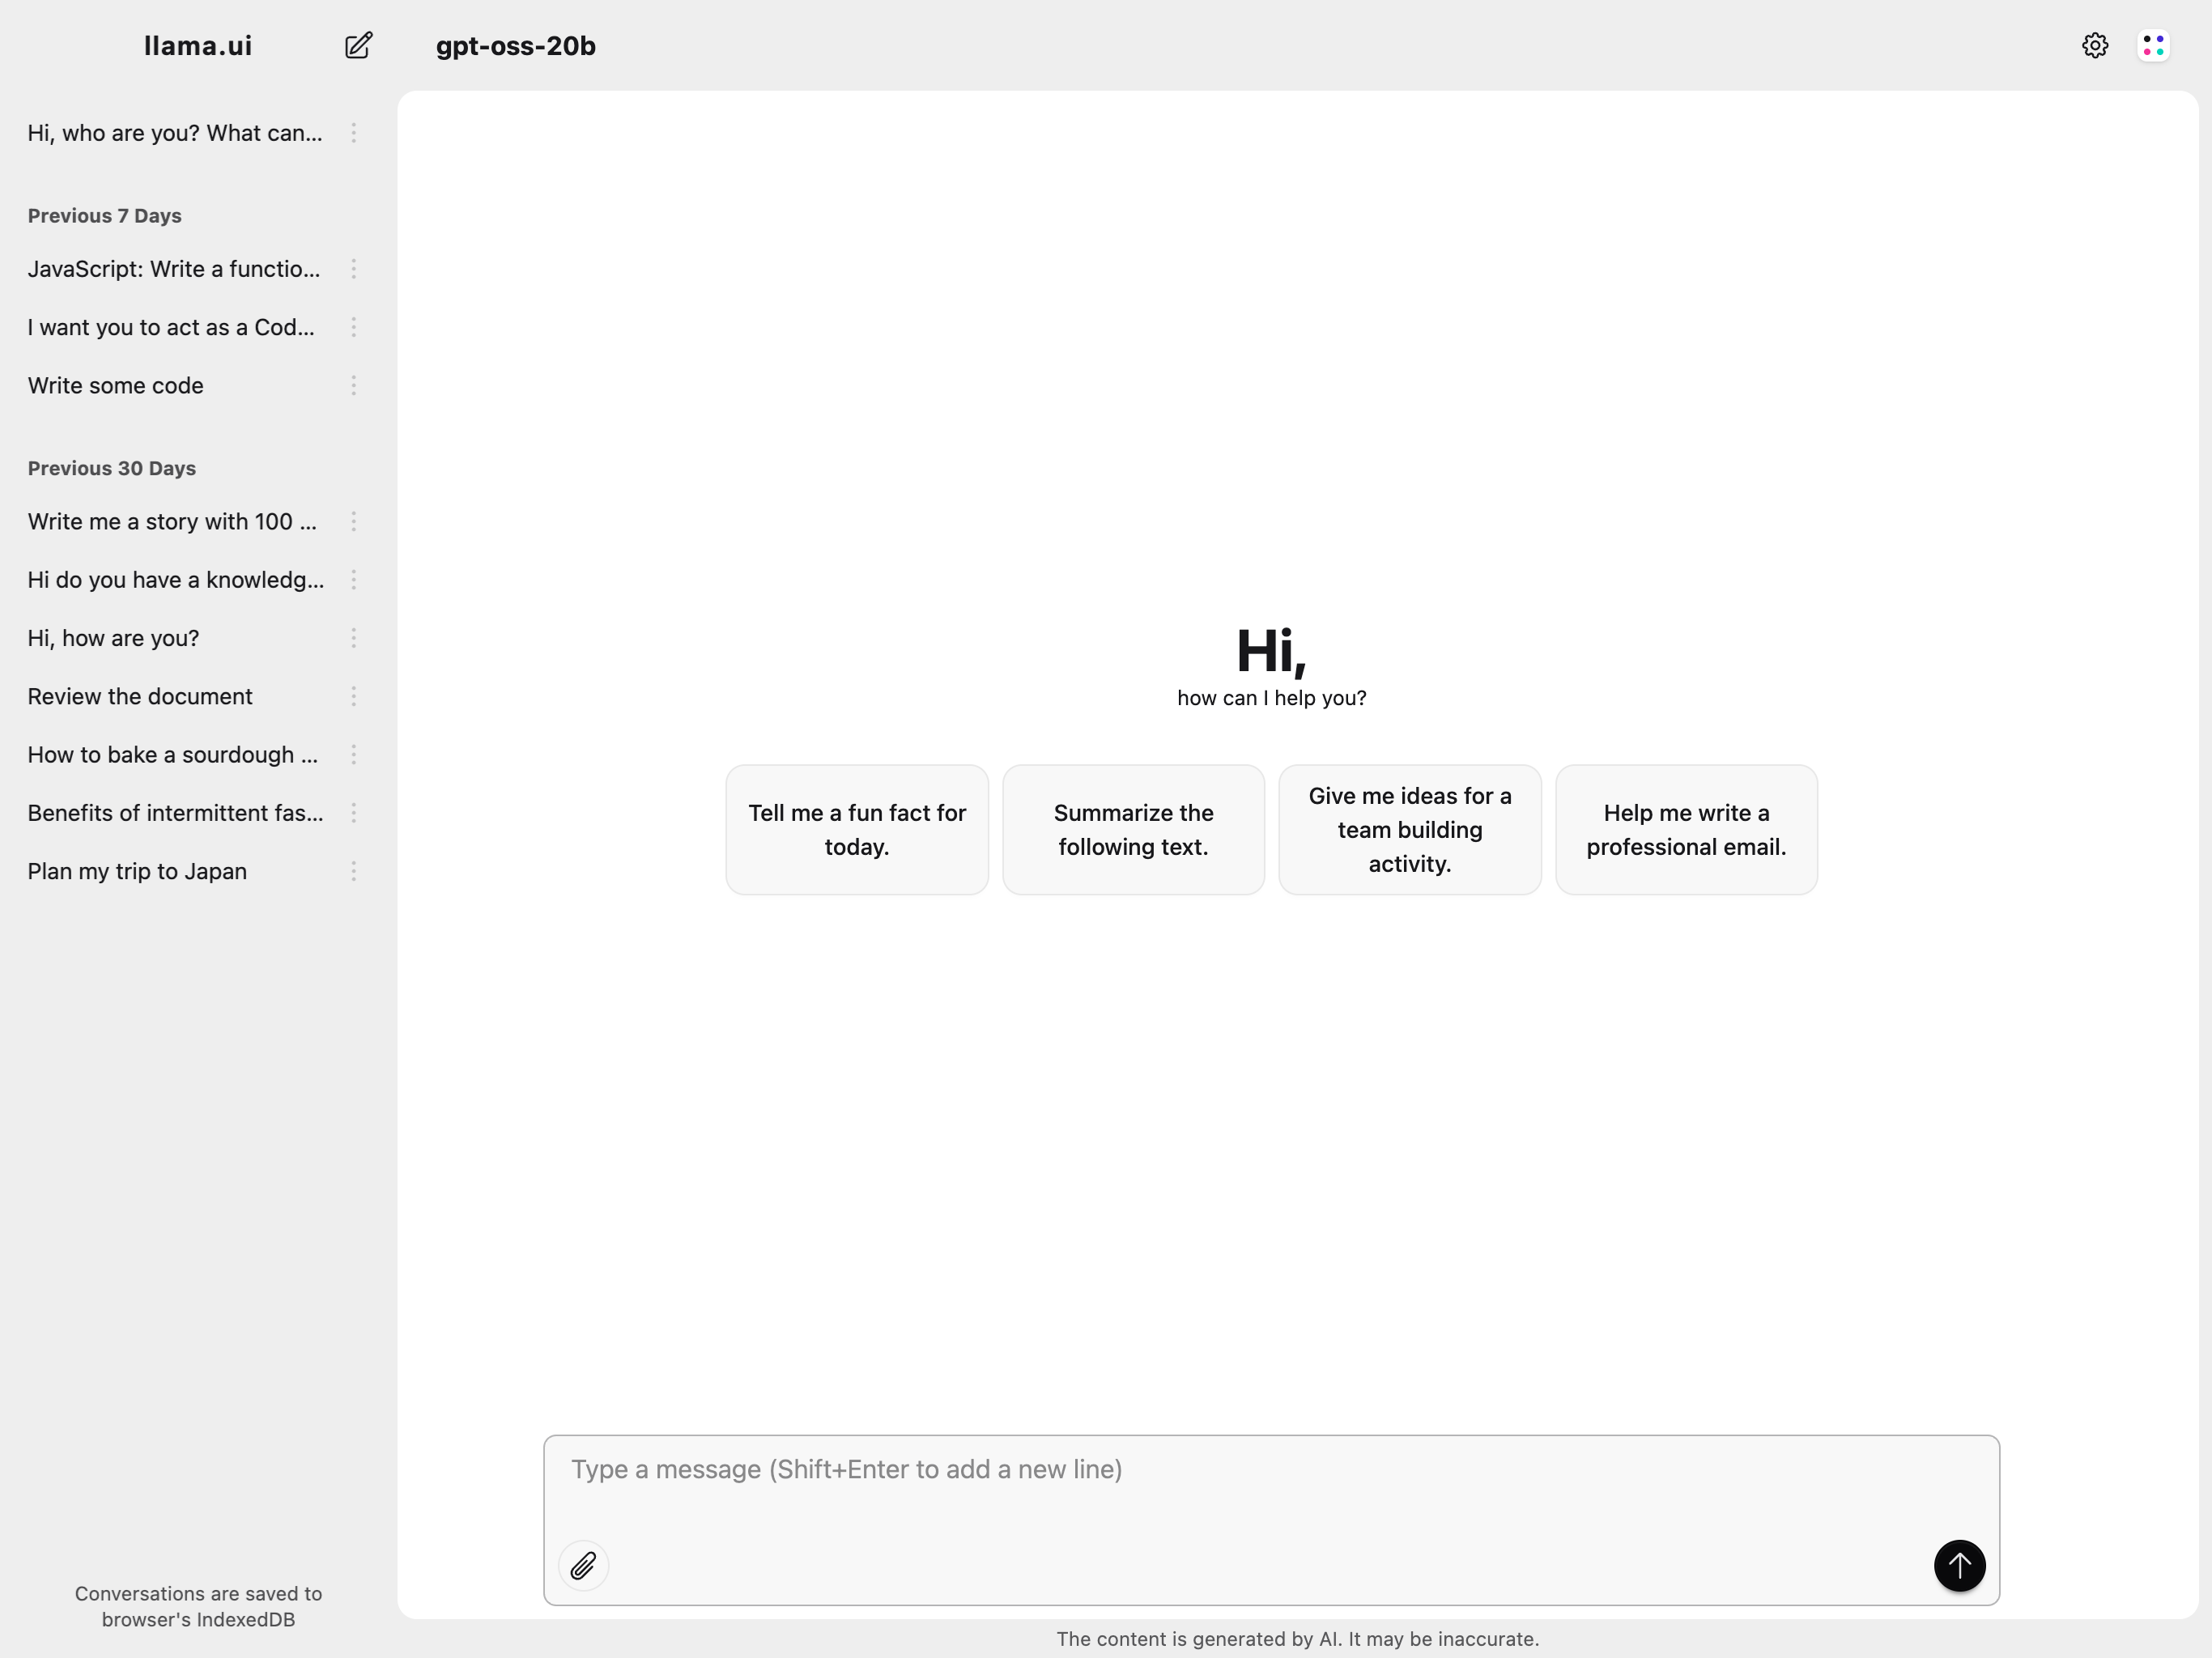 llama.ui
gpt-oss-20b
Hi, who are you? What can...
Previous 7 Days
JavaScript: Write a functio...
I want you to act as a Cod...
Write some code
Previous 30 Days
Write me a story with 100 ...
Hi do you have a knowledg...
Hi, how are you?
Review the document
How to bake a sourdough ...
Benefits of intermittent fas...
Plan my trip to Japan
Conversations are saved to
browser's IndexedDB
Hi,
how can I help you?
Tell me a fun fact for
today.
Summarize the
following text.
Give me ideas for a
team building
activity.
Help me write a
professional email.
Type a message (Shift+Enter to add a new line)
The content is generated by AI. It may be inaccurate.